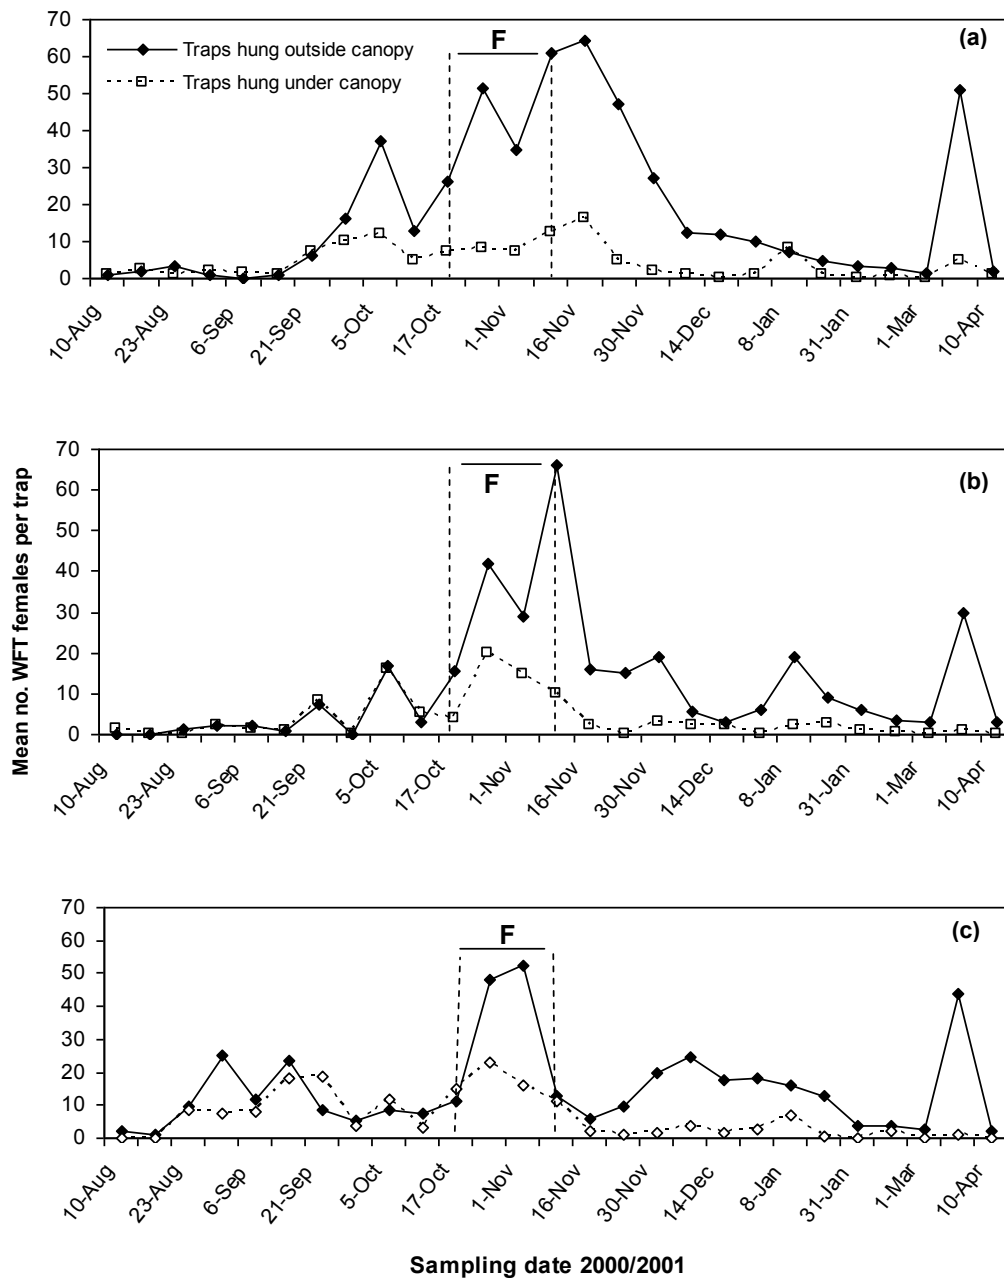 70
60
50
40
30
20
10
0
Traps hung outside canopy
Traps hung under canopy
F
(a)
10-Aug 23-Aug 6-Sep 21-Sep 5-Oct 17-Oct 1-Nov 16-Nov 30-Nov 14-Dec 8-Jan 31-Jan 1-Mar 10-Apr
Mean no. WFT females per trap
70
60
50
40
30
20
10
0
F
(b)
10-Aug 23-Aug 6-Sep 21-Sep 5-Oct 17-Oct 1-Nov 16-Nov 30-Nov 14-Dec 8-Jan 31-Jan 1-Mar 10-Apr
70
60
50
40
30
20
10
0
F
(c)
10-Aug 23-Aug 6-Sep 21-Sep 5-Oct 17-Oct 1-Nov 16-Nov 30-Nov 14-Dec 8-Jan 31-Jan 1-Mar 10-Apr
Sampling date 2000/2001